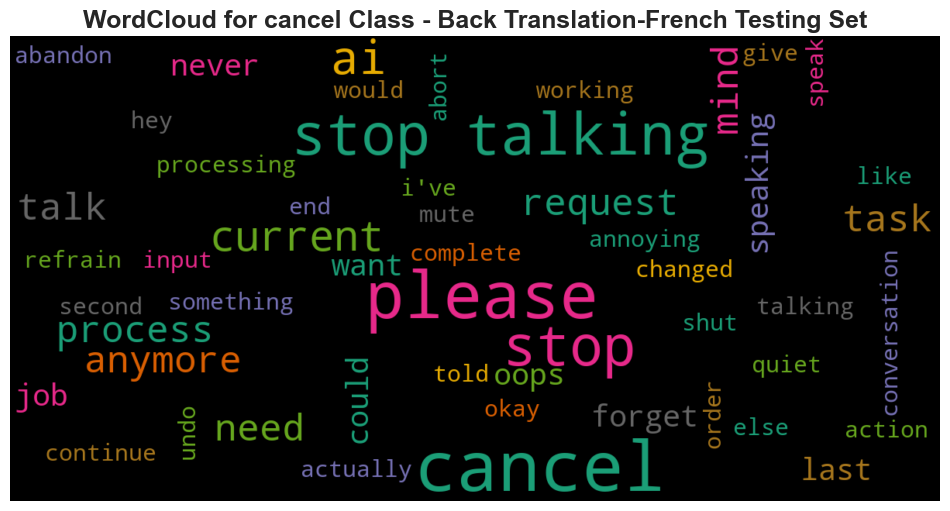 WordCloud for cancel Class - Back Translation-French Testing Set
abandon
never
ai
would
abort
working
mind
give
speak
hey
stop talking
processing
speaking
i've
like
talk
end
mute
request
task
current
annoying
refrain
input
want
complete
changed
second
something
please
talking
conversation
process
shut
stop
anymore
told
oops
quiet
job
could
okay
forget
order
undo
need
else
action
continue
actually
cancel
last